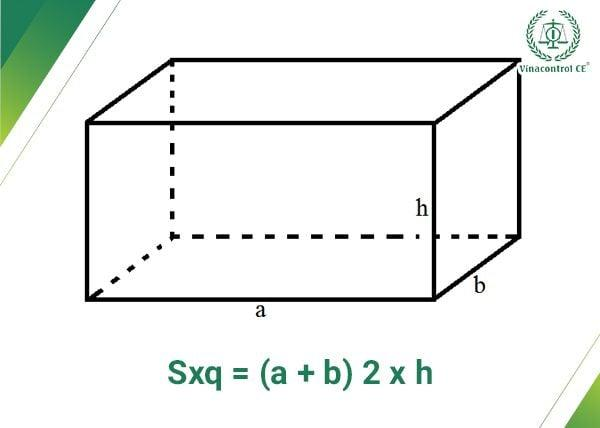 Vinacontrol CE®
h
b
a
Sxq = (a + b) 2 x h